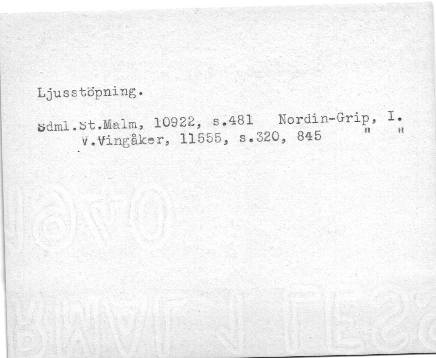 Ljusstöpning.
Sdml.St.Malm, 10922, s.481 Nordin-Grip, I.
V.Vingåker, 11555, s.320, 845 " "